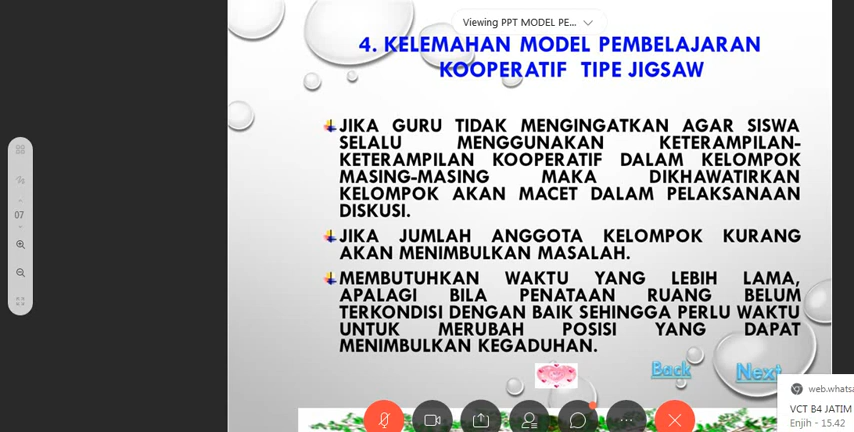 Viewing PPT MODEL PE...
4. KELEMAHAN MODEL PEMBELAJARAN
KOOPERATIF TIPE JIGSAW
JIKA GURU TIDAK MENGINGATKAN AGAR SISWA
SELALU MENGGUNAKAN KETERAMPILAN-
KETERAMPILAN KOOPERATIF DALAM KELOMPOK
MASING-MASING MAKA DIKHAWATIRKAN
KELOMPOK AKAN MACET DALAM PELAKSANAAN
DISKUSI.
JIKA JUMLAH ANGGOTA KELOMPOK KURANG
AKAN MENIMBULKAN MASALAH.
MEMBUTUHKAN WAKTU YANG LEBIH LAMA,
APALAGI BILA PENATAAN RUANG BELUM
TERKONDISI DENGAN BAIK SEHINGGA PERLU WAKTU
UNTUK MERUBAH POSISI YANG DAPAT
MENIMBULKAN KEGADUHAN.
07
Back Next
web.whatsa
VCT B4 JATIM
Enjih - 15.42